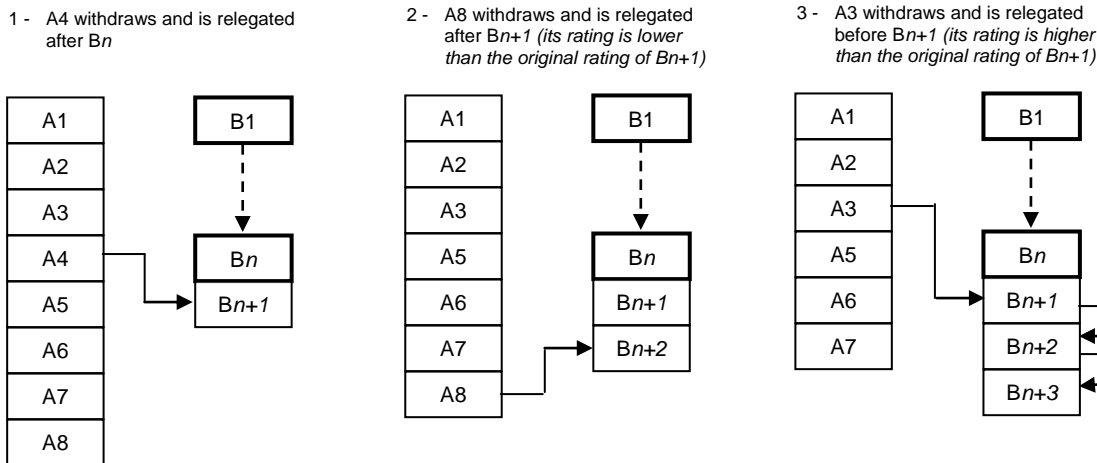 1 - A4 withdraws and is relegated
after Bn
A1
A2
A3
A4
A5
A6
A7
A8
B1
Bn
Bn+1
2 - A8 withdraws and is relegated
after Bn+1 (its rating is lower
than the original rating of Bn+1)
A1
A2
A3
A5
A6
A7
A8
B1
Bn
Bn+1
Bn+2
3 - A3 withdraws and is relegated
before Bn+1 (its rating is higher
than the original rating of Bn+1)
A1
A2
A3
A5
A6
A7
B1
Bn
Bn+1
Bn+2
Bn+3